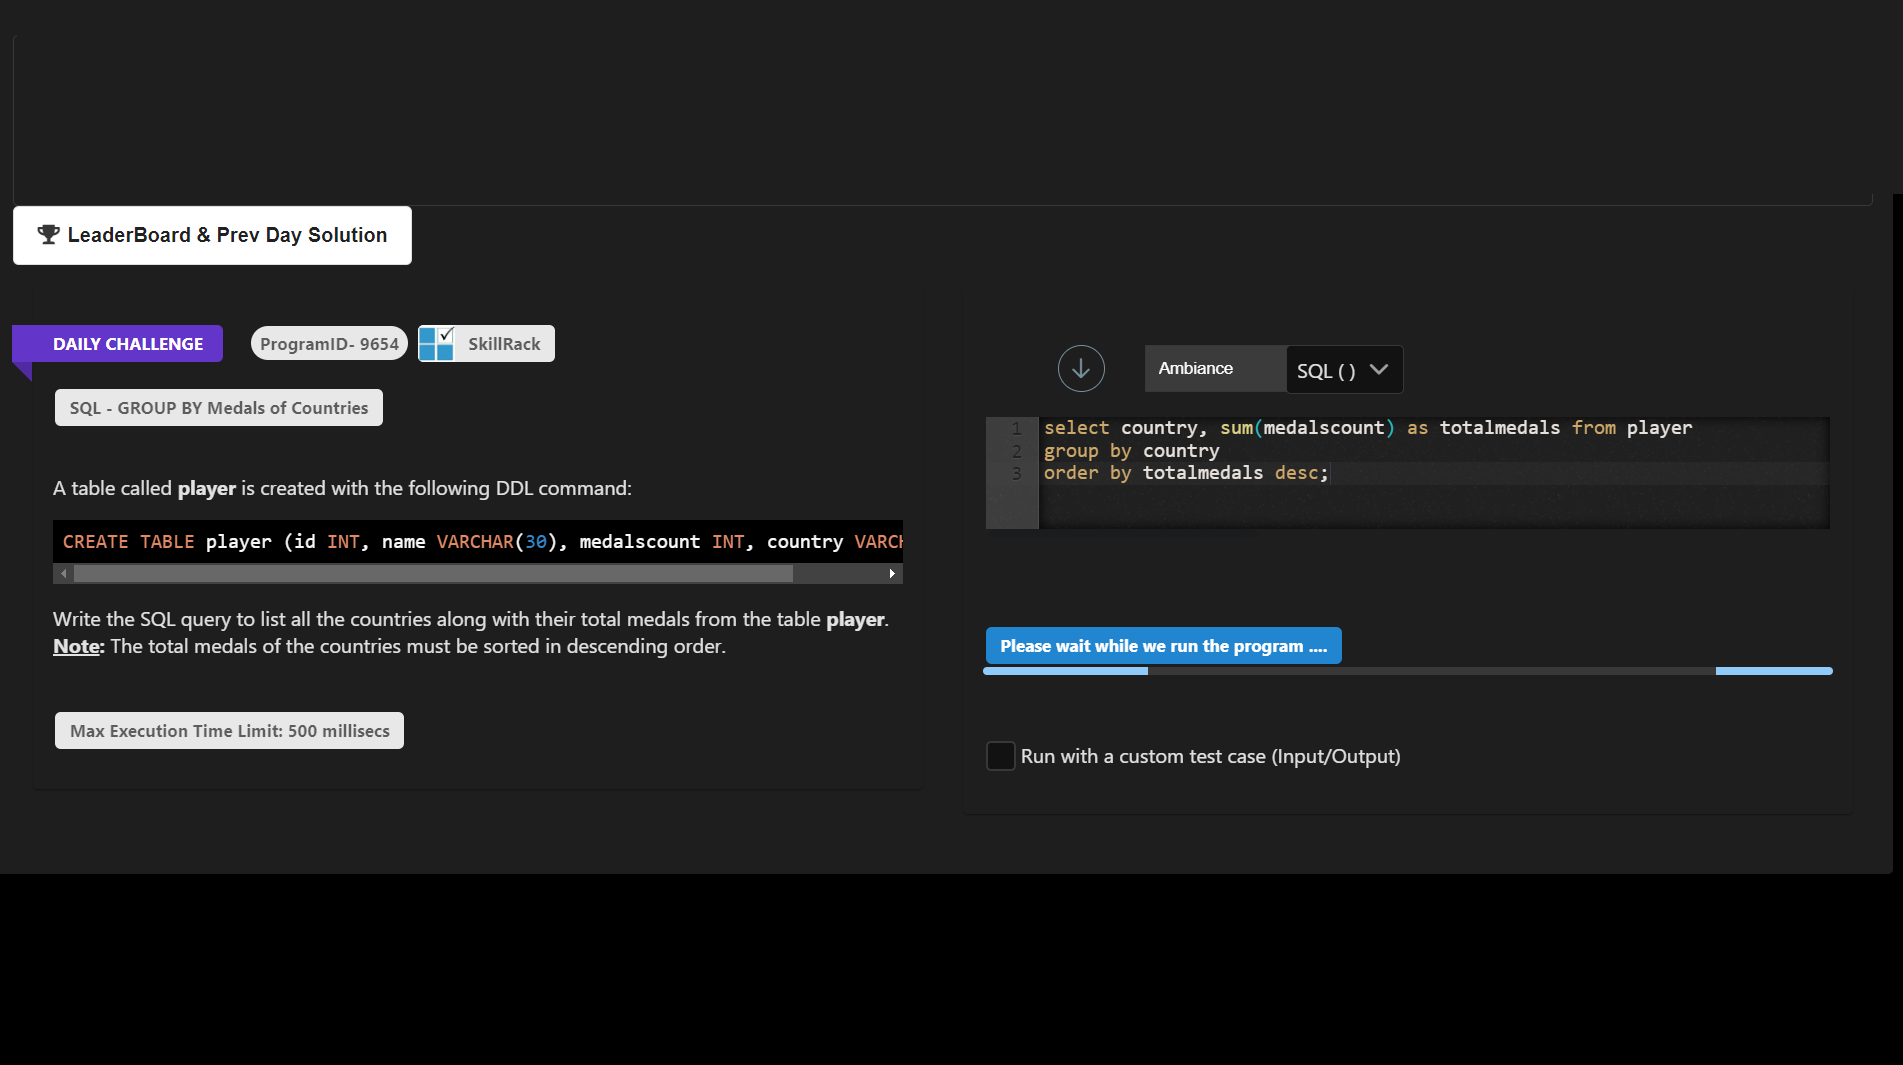 LeaderBoard & Prev Day Solution
DAILY CHALLENGE
ProgramID- 9654
SkillRack
SQL - GROUP BY Medals of Countries
A table called player is created with the following DDL command:
CREATE TABLE player (id INT, name VARCHAR(30), medalscount INT, country VARCH
Write the SQL query to list all the countries along with their total medals from the table player.
Note: The total medals of the countries must be sorted in descending order.
Max Execution Time Limit: 500 millisecs
Ambiance
SQL ( )
1 select country, sum(medalscount) as totalmedals from player
2 group by country
3 order by totalmedals desc;
Please wait while we run the program ....
Run with a custom test case (Input/Output)